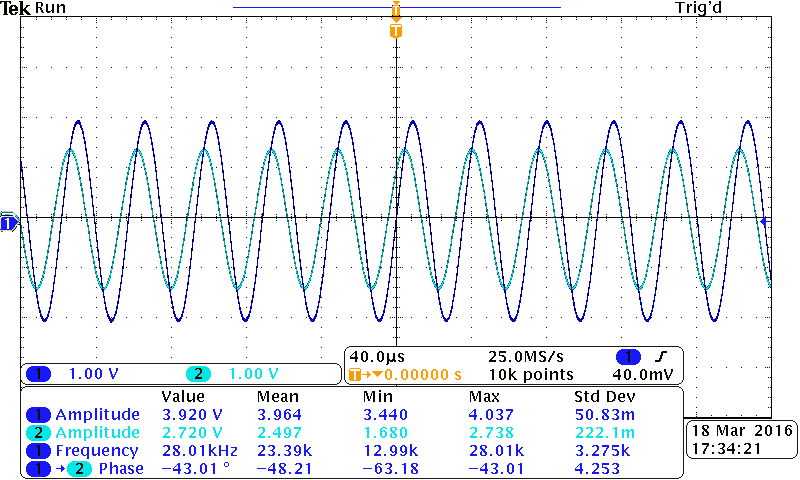 Tek Run Trig'd
T
T
T
1 1.00 V 2 1.00 V
40.0µs 25.0MS/s 1
T→▼0.00000 s 10k points 40.0mV
Value Mean Min Max Std Dev
1 Amplitude 3.920 V 3.964 3.440 4.037 50.83m
2 Amplitude 2.720 V 2.497 1.680 2.738 222.1m
1 Frequency 28.01kHz 23.39k 12.99k 28.01k 3.275k
1 → 2 Phase −43.01 ° −48.21 −63.18 −43.01 4.253
18 Mar 2016
17:34:21